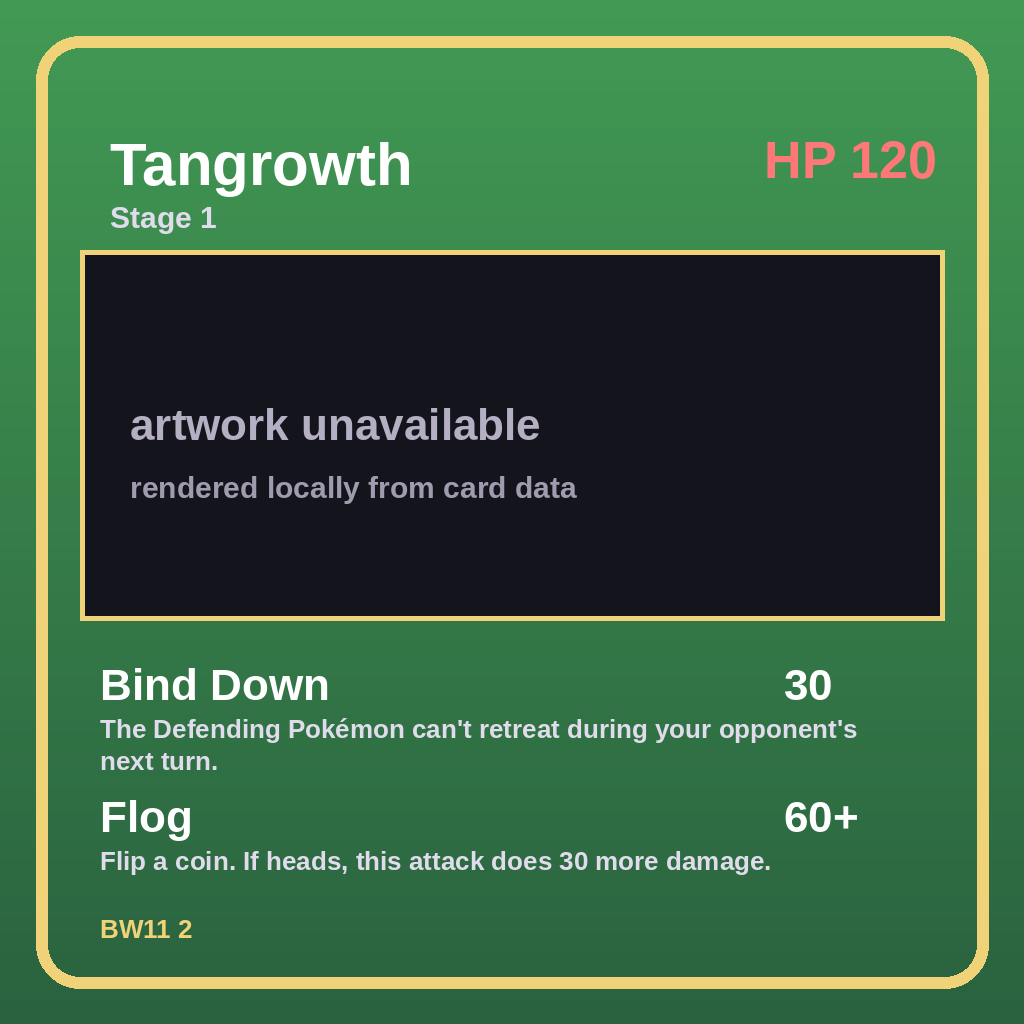 Tangrowth
HP 120
Stage 1
artwork unavailable
rendered locally from card data
Bind Down
30
The Defending Pokémon can't retreat during your opponent's
next turn.
Flog
60+
Flip a coin. If heads, this attack does 30 more damage.
BW11 2